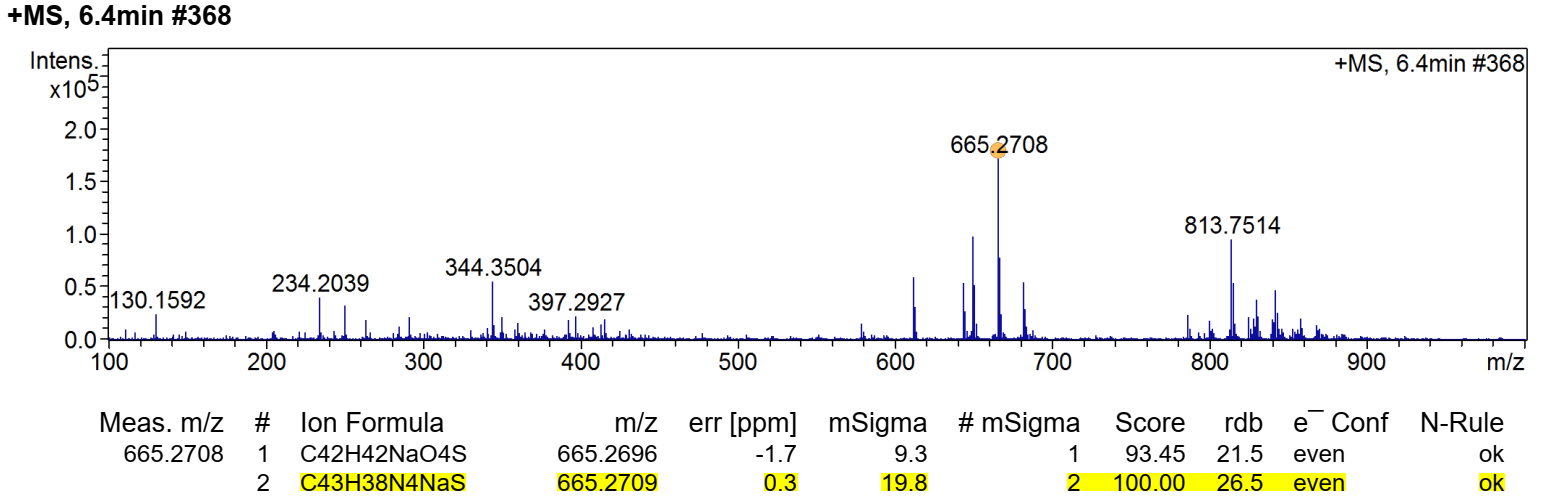 +MS, 6.4min #368
Intens.
x10⁵
+MS, 6.4min #368
2.0
1.5
1.0
0.5
0.0
665.2708
813.7514
344.3504
234.2039
397.2927
130.1592
100 200 300 400 500 600 700 800 900 m/z
Meas. m/z # Ion Formula m/z err [ppm] mSigma # mSigma Score rdb e¯ Conf N-Rule
665.2708 1 C42H42NaO4S 665.2696 -1.7 9.3 1 93.45 21.5 even ok
2 C43H38N4NaS 665.2709 0.3 19.8 2 100.00 26.5 even ok